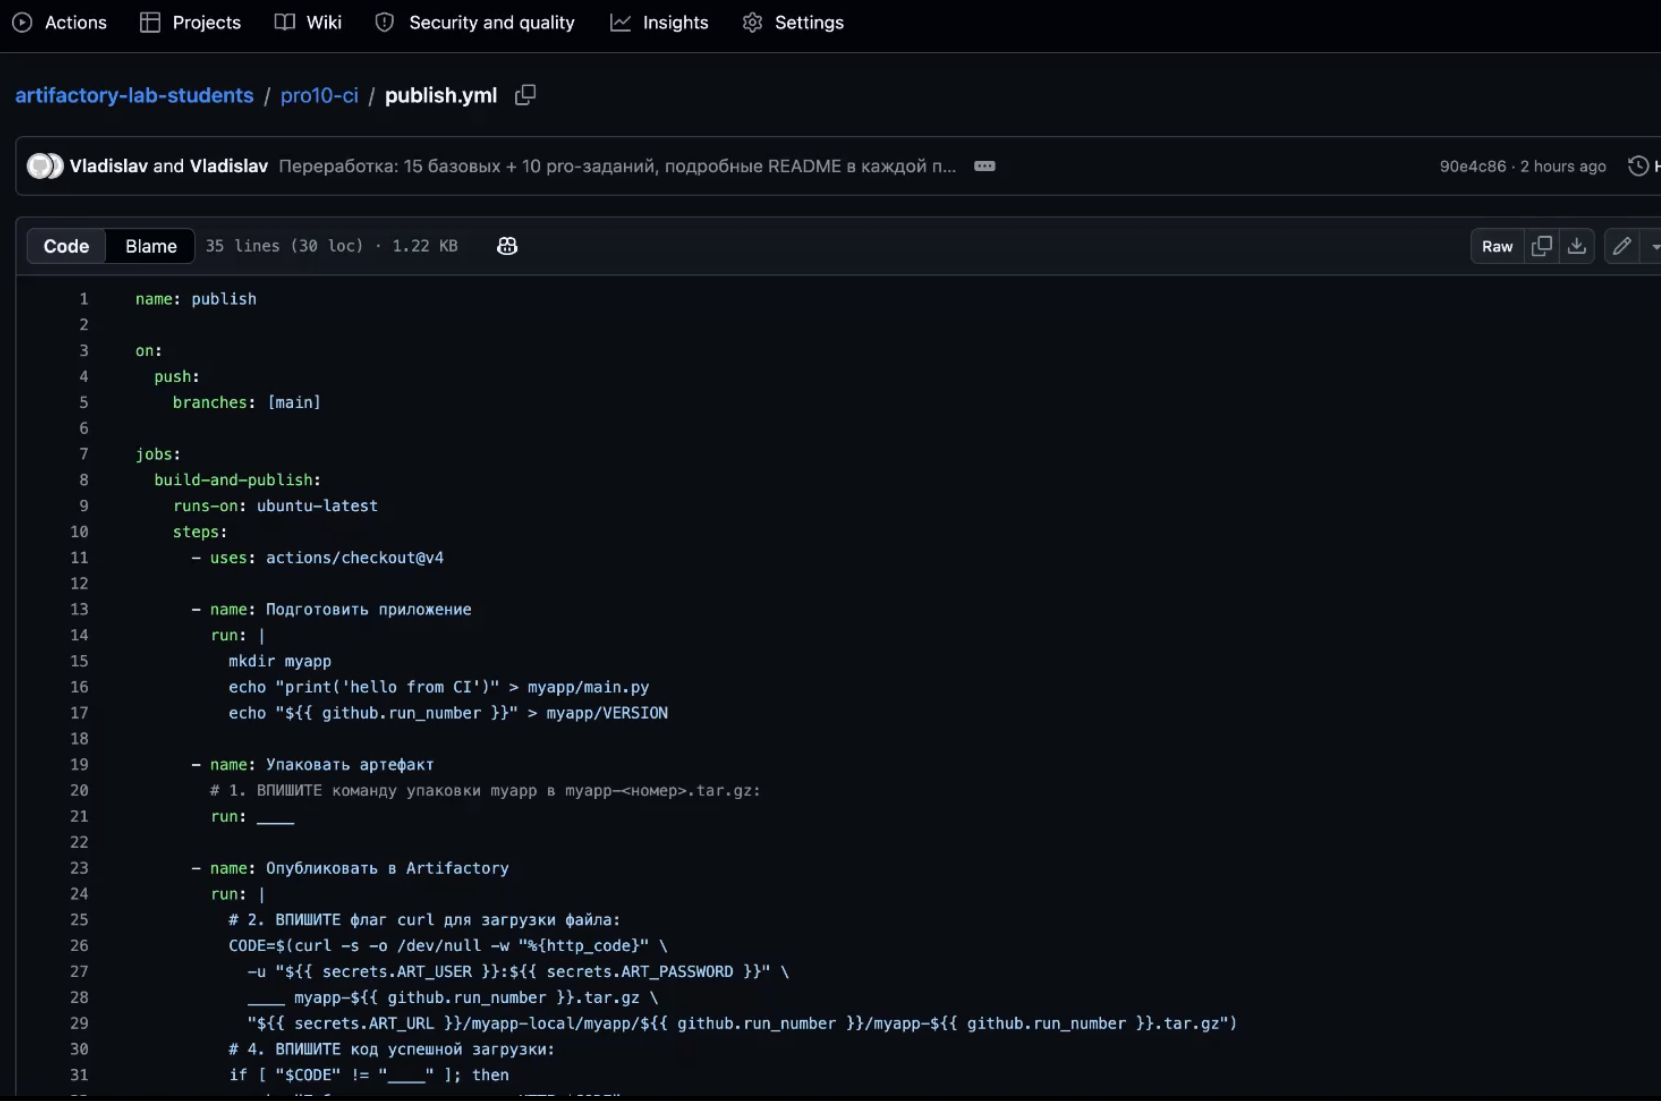 Actions Projects Wiki Security and quality Insights Settings
artifactory-lab-students / pro10-ci / publish.yml
Vladislav and Vladislav Переработка: 15 базовых + 10 pro-заданий, подробные README в каждой п... 90e4c86 · 2 hours ago
Code Blame 35 lines (30 loc) · 1.22 KB Raw
1 name: publish
2
3 on:
4 push:
5 branches: [main]
6
7 jobs:
8 build-and-publish:
9 runs-on: ubuntu-latest
10 steps:
11 - uses: actions/checkout@v4
12
13 - name: Подготовить приложение
14 run: |
15 mkdir myapp
16 echo "print('hello from CI')" > myapp/main.py
17 echo "${{ github.run_number }}" > myapp/VERSION
18
19 - name: Упаковать артефакт
20 # 1. ВПИШИТЕ команду упаковки myapp в myapp-<номер>.tar.gz:
21 run: ____
22
23 - name: Опубликовать в Artifactory
24 run: |
25 # 2. ВПИШИТЕ флаг curl для загрузки файла:
26 CODE=$(curl -s -o /dev/null -w "%{http_code}" \
27 -u "${{ secrets.ART_USER }}:${{ secrets.ART_PASSWORD }}" \
28 ____ myapp-${{ github.run_number }}.tar.gz \
29 "${{ secrets.ART_URL }}/myapp-local/myapp/${{ github.run_number }}/myapp-${{ github.run_number }}.tar.gz")
30 # 4. ВПИШИТЕ код успешной загрузки:
31 if [ "$CODE" != "____" ]; then